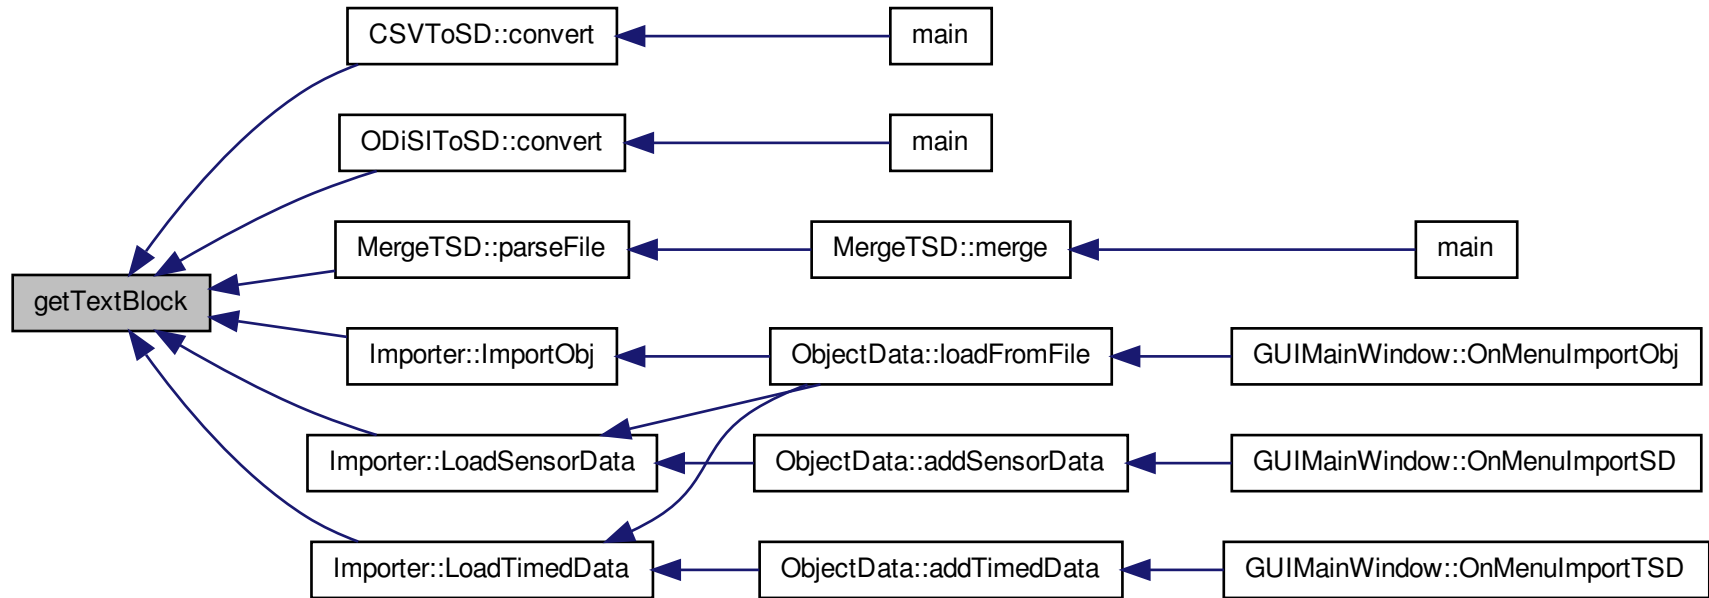 CSVToSD::convert
main
ODiSIToSD::convert
main
MergeTSD::parseFile
MergeTSD::merge
main
getTextBlock
Importer::ImportObj
ObjectData::loadFromFile
GUIMainWindow::OnMenuImportObj
Importer::LoadSensorData
ObjectData::addSensorData
GUIMainWindow::OnMenuImportSD
Importer::LoadTimedData
ObjectData::addTimedData
GUIMainWindow::OnMenuImportTSD